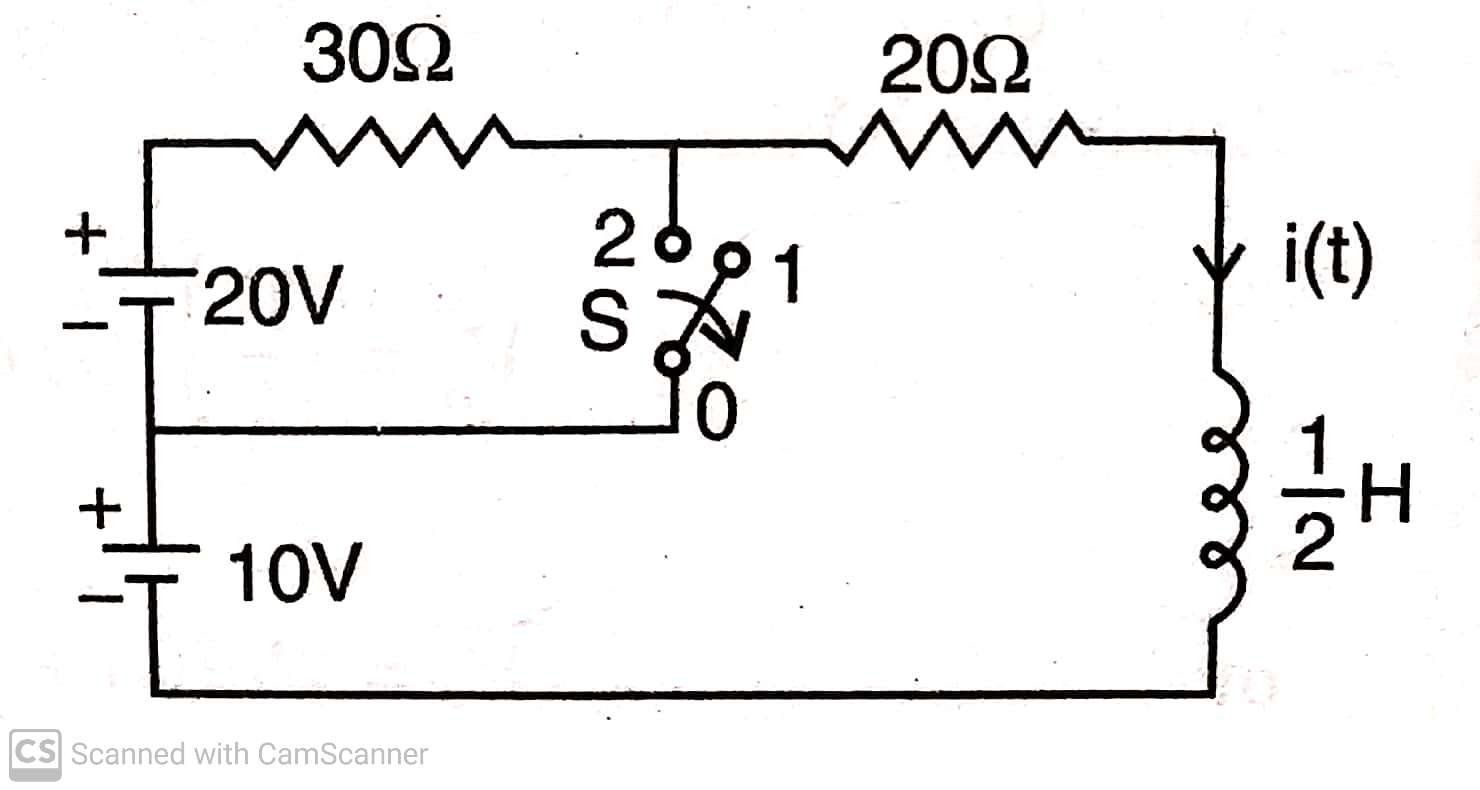 30Ω
20Ω
+
20V
−
2
1
S
0
i(t)
+
10V
−
1/2 H
CS Scanned with CamScanner